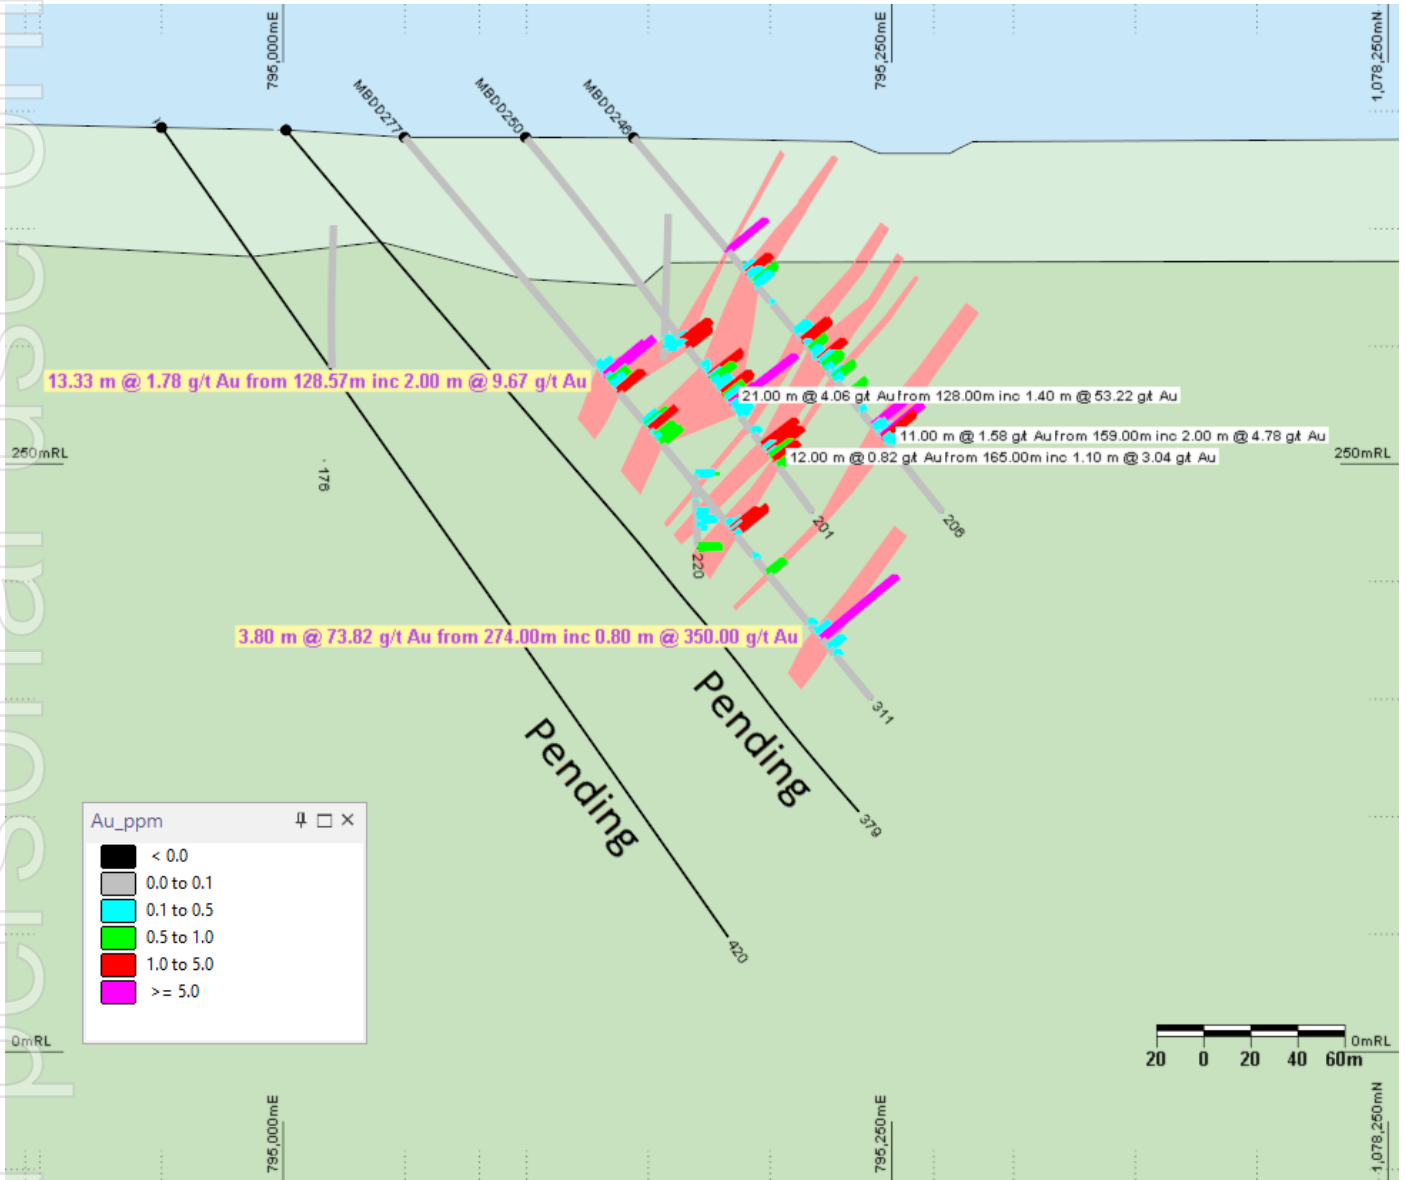 795,000mE
795,250mE
1,078,250mN
MBDD277
MBDD250
MBDD246
13.33 m @ 1.78 g/t Au from 128.57m inc 2.00 m @ 9.67 g/t Au
21.00 m @ 4.06 g/t Au from 128.00m inc 1.40 m @ 53.22 g/t Au
11.00 m @ 1.58 g/t Au from 159.00m inc 2.00 m @ 4.78 g/t Au
12.00 m @ 0.82 g/t Au from 165.00m inc 1.10 m @ 3.04 g/t Au
250mRL
250mRL
176
201
206
220
3.80 m @ 73.82 g/t Au from 274.00m inc 0.80 m @ 350.00 g/t Au
311
Pending
Pending
379
420
Au_ppm
< 0.0
0.0 to 0.1
0.1 to 0.5
0.5 to 1.0
1.0 to 5.0
>= 5.0
0mRL
0mRL
20 0 20 40 60m
795,000mE
795,250mE
1,078,250mN